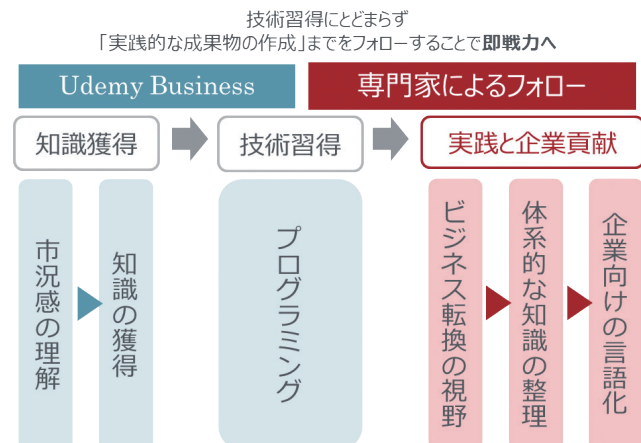 技術習得にとどまらず
「実践的な成果物の作成」までをフォローすることで即戦力へ
Udemy Business
専門家によるフォロー
知識獲得
技術習得
実践と企業貢献
市況感の理解
知識の獲得
プログラミング
ビジネス転換の視野
体系的な知識の整理
企業向けの言語化